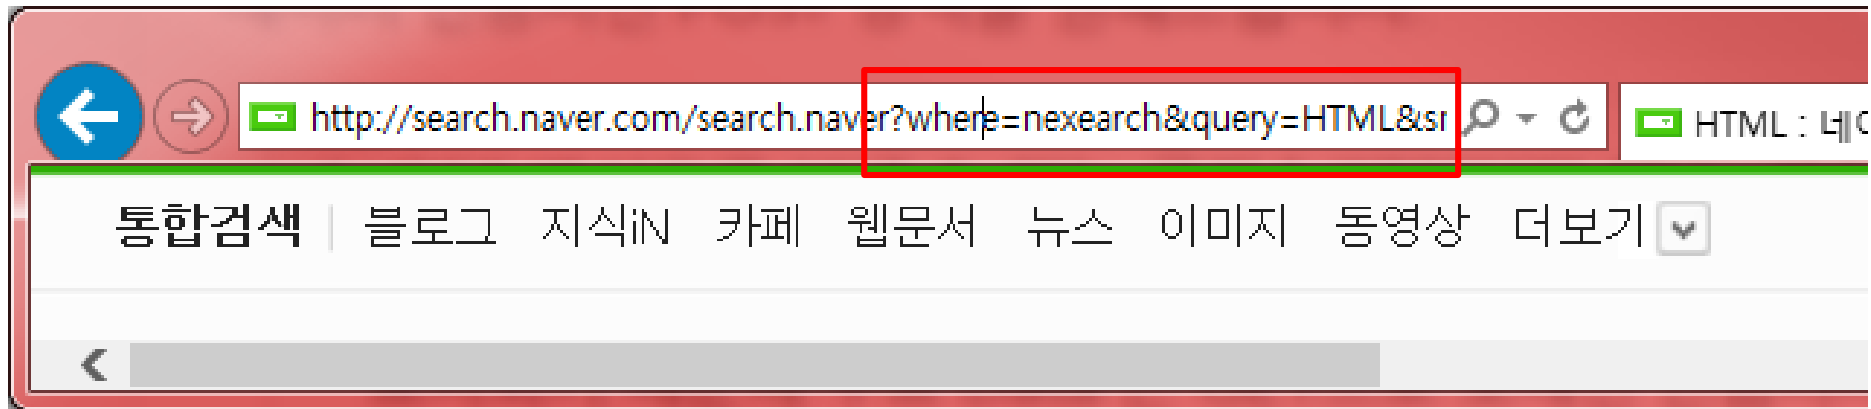 http://search.naver.com/search.naver?where=nexearch&query=HTML&sm HTML : 네이
통합검색 블로그 지식iN 카페 웹문서 뉴스 이미지 동영상 더보기